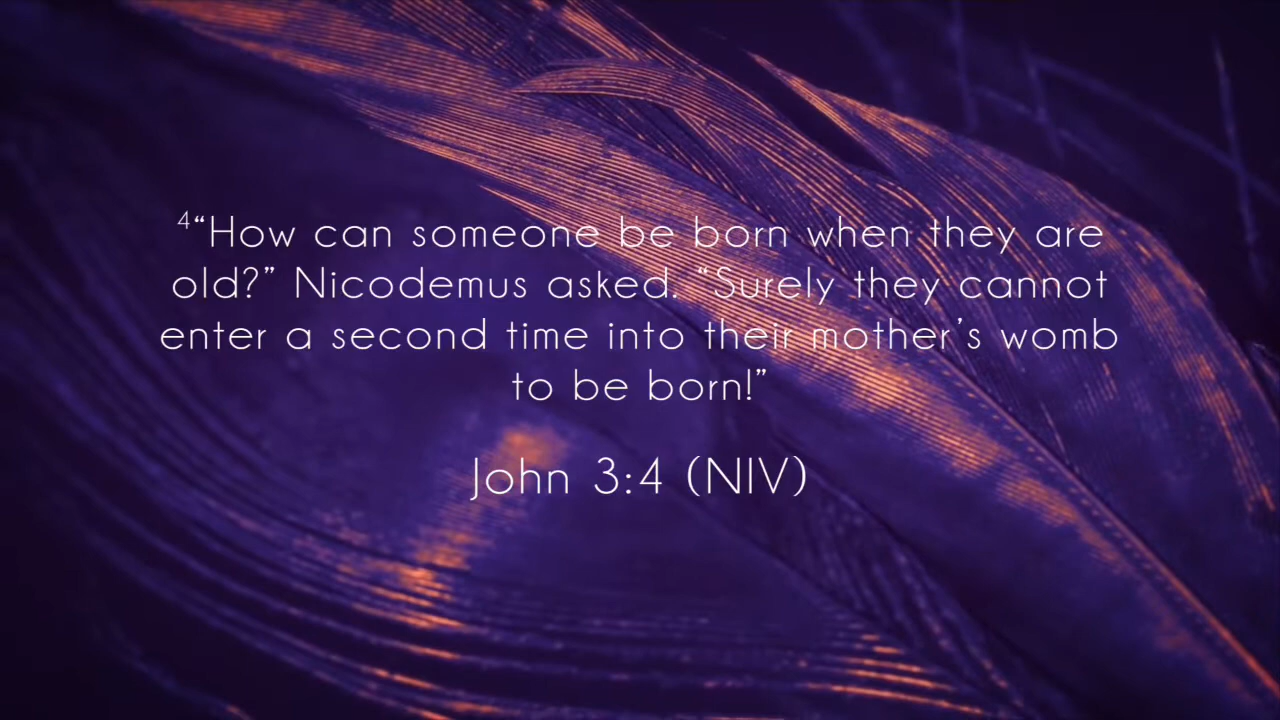 ⁴“How can someone be born when they are
old?” Nicodemus asked. “Surely they cannot
enter a second time into their mother’s womb
to be born!”
John 3:4 (NIV)